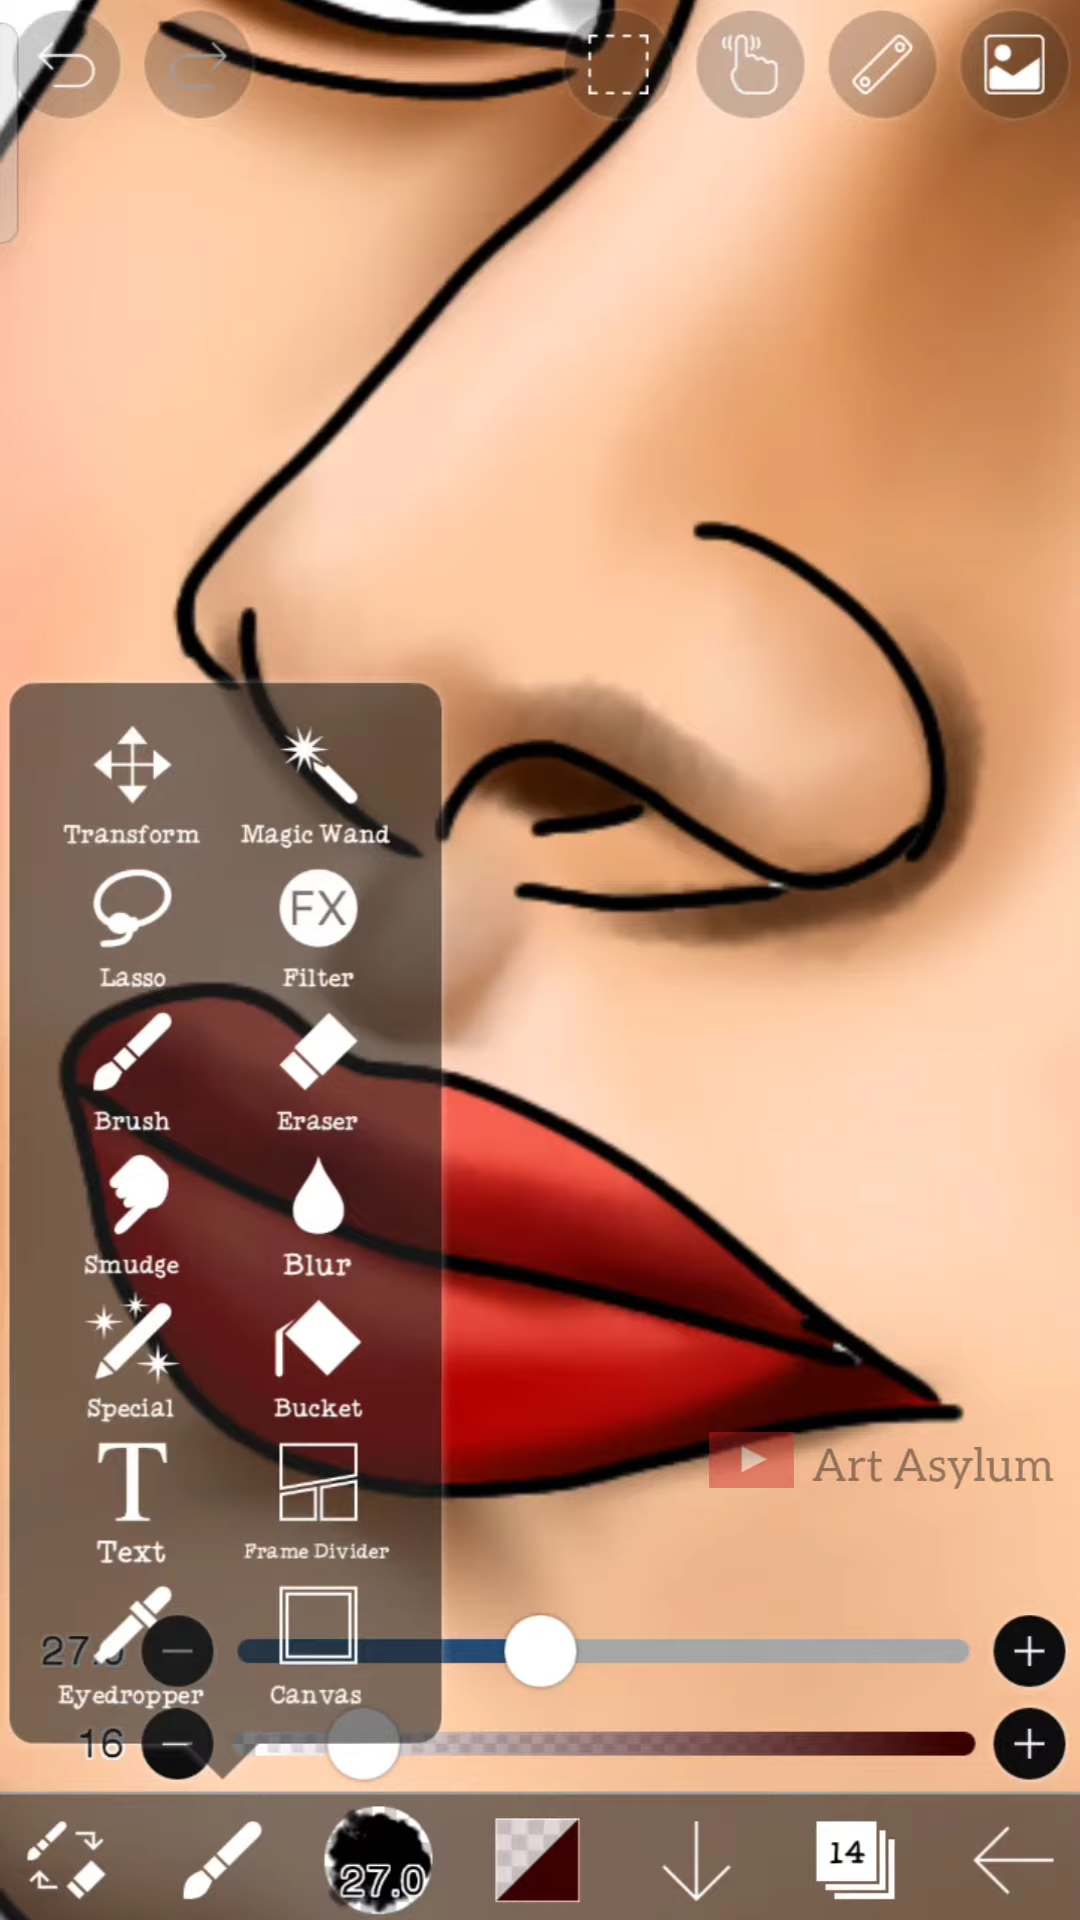 Transform Magic Wand
Lasso Filter
FX
Brush Eraser
Smudge Blur
Special Bucket
Art Asylum
T
Text Frame Divider
Eyedropper Canvas
16
27.0
14